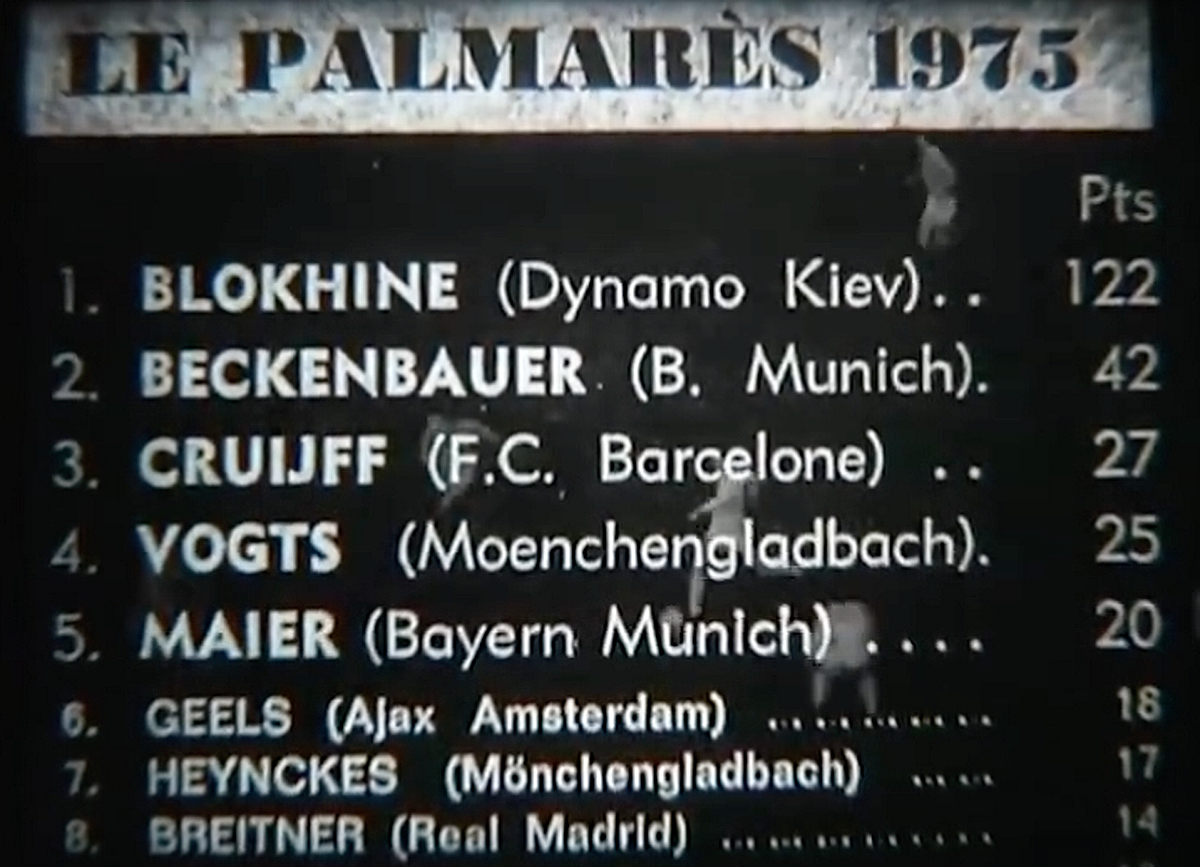 LE PALMARÈS 1975
Pts
1. BLOKHINE (Dynamo Kiev).. 122
2. BECKENBAUER (B. Munich). 42
3. CRUIJFF (F.C. Barcelone) .. 27
4. VOGTS (Moenchengladbach). 25
5. MAIER (Bayern Munich) .... 20
6. GEELS (Ajax Amsterdam) ........... 18
7. HEYNCKES (Mönchengladbach) ..... 17
8. BREITNER (Real Madrid) ............. 14